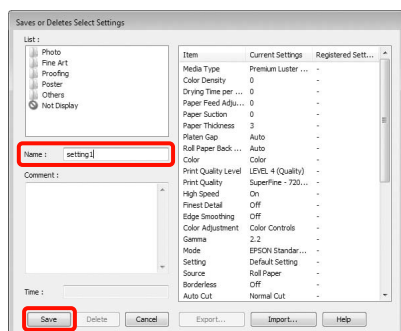 Saves or Deletes Select Settings
List :
Photo
Fine Art
Proofing
Poster
Others
Not Display
Name : setting1
Comment :
Time :
Item Current Settings Registered Sett...
Media Type Premium Luster ... -
Color Density 0 -
Drying Time per ... 0 -
Paper Feed Adju... 0 -
Paper Suction 0 -
Paper Thickness 3 -
Platen Gap Auto -
Roll Paper Back ... Auto -
Color Color -
Print Quality Level LEVEL 4 (Quality) -
Print Quality SuperFine - 720... -
High Speed On -
Finest Detail Off -
Edge Smoothing Off -
Color Adjustment Color Controls -
Gamma 2.2 -
Mode EPSON Standar... -
Setting Default Setting -
Source Roll Paper -
Borderless Off -
Auto Cut Normal Cut -
Save Delete Cancel Export... Import... Help